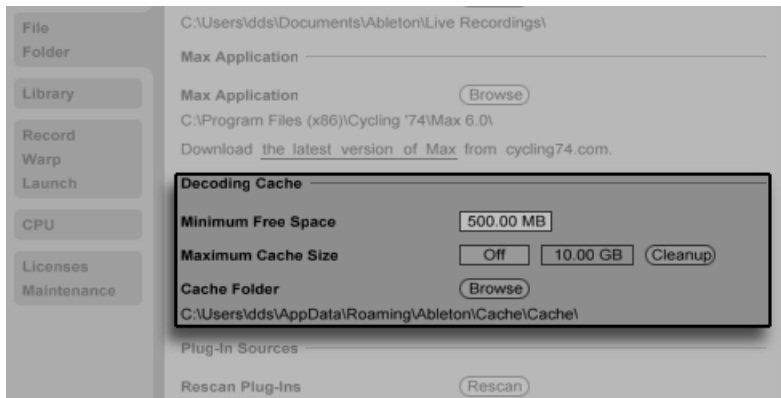 File
Folder
Library
Record
Warp
Launch
CPU
Licenses
Maintenance
C:\Users\dds\Documents\Ableton\Live Recordings\
Max Application
Max Application Browse
C:\Program Files (x86)\Cycling '74\Max 6.0\
Download the latest version of Max from cycling74.com.
Decoding Cache
Minimum Free Space 500.00 MB
Maximum Cache Size Off 10.00 GB Cleanup
Cache Folder Browse
C:\Users\dds\AppData\Roaming\Ableton\Cache\Cache\
Plug-In Sources
Rescan Plug-Ins Rescan